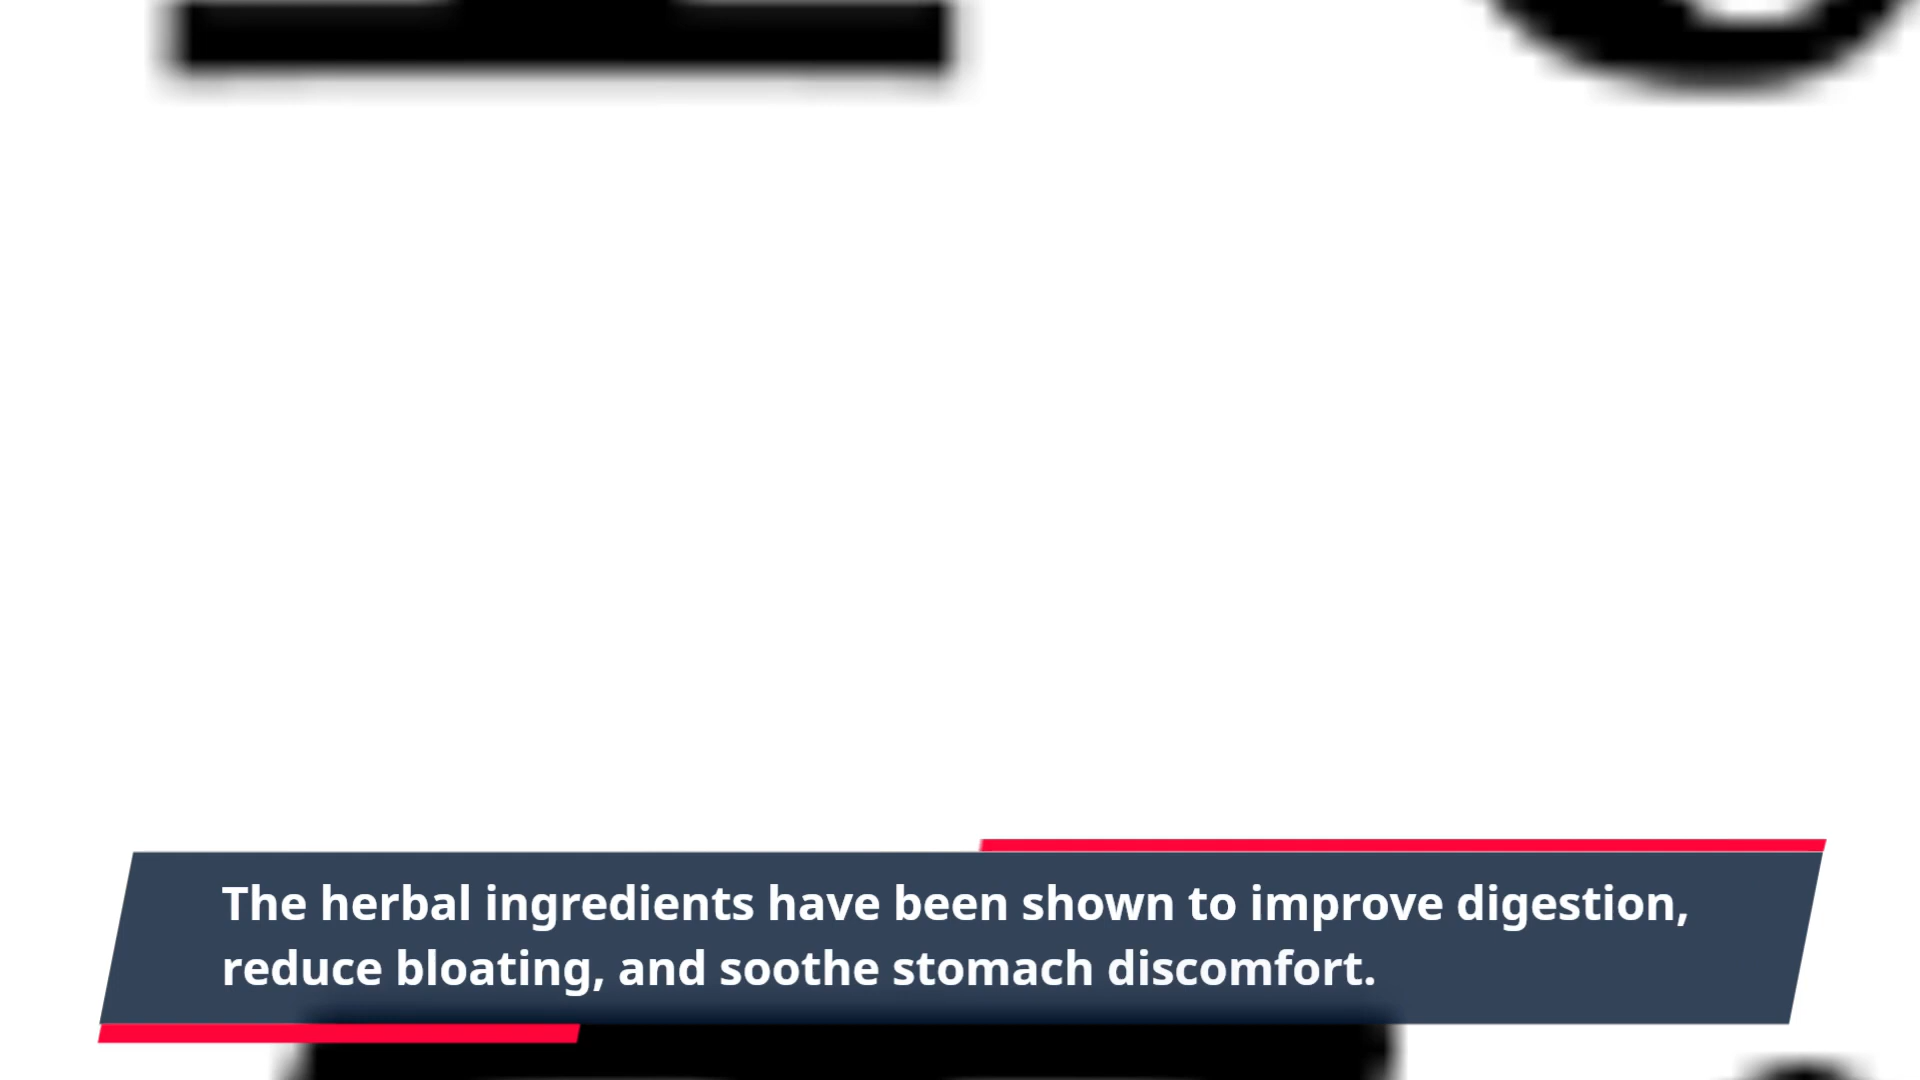 The herbal ingredients have been shown to improve digestion,
reduce bloating, and soothe stomach discomfort.